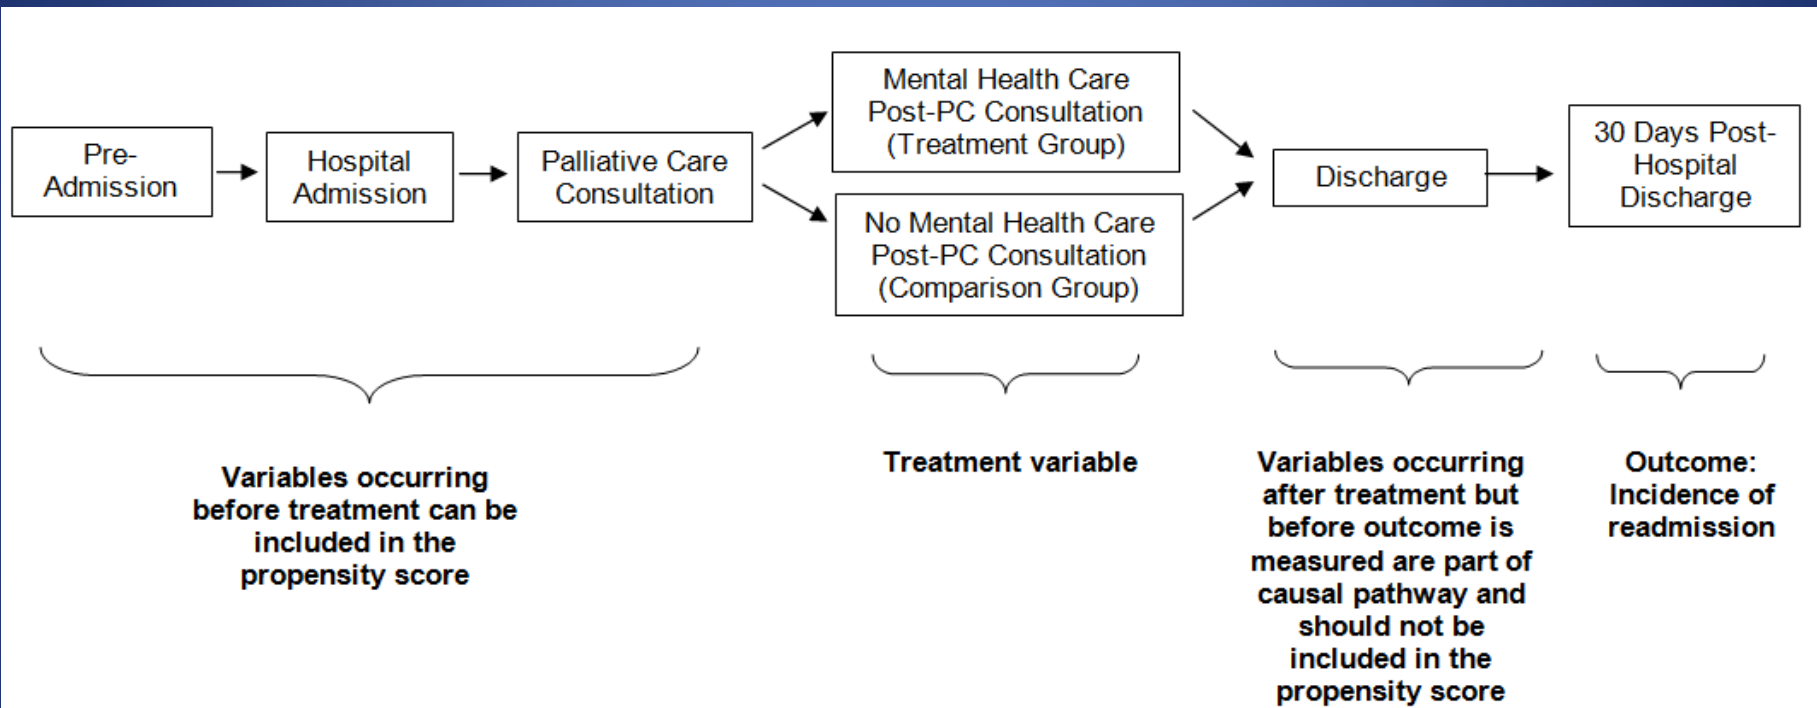 Pre-
Admission
Hospital
Admission
Palliative Care
Consultation
Mental Health Care
Post-PC Consultation
(Treatment Group)
No Mental Health Care
Post-PC Consultation
(Comparison Group)
Discharge
30 Days Post-
Hospital
Discharge
Variables occurring
before treatment can be
included in the
propensity score
Treatment variable
Variables occurring
after treatment but
before outcome is
measured are part of
causal pathway and
should not be
included in the
propensity score
Outcome:
Incidence of
readmission